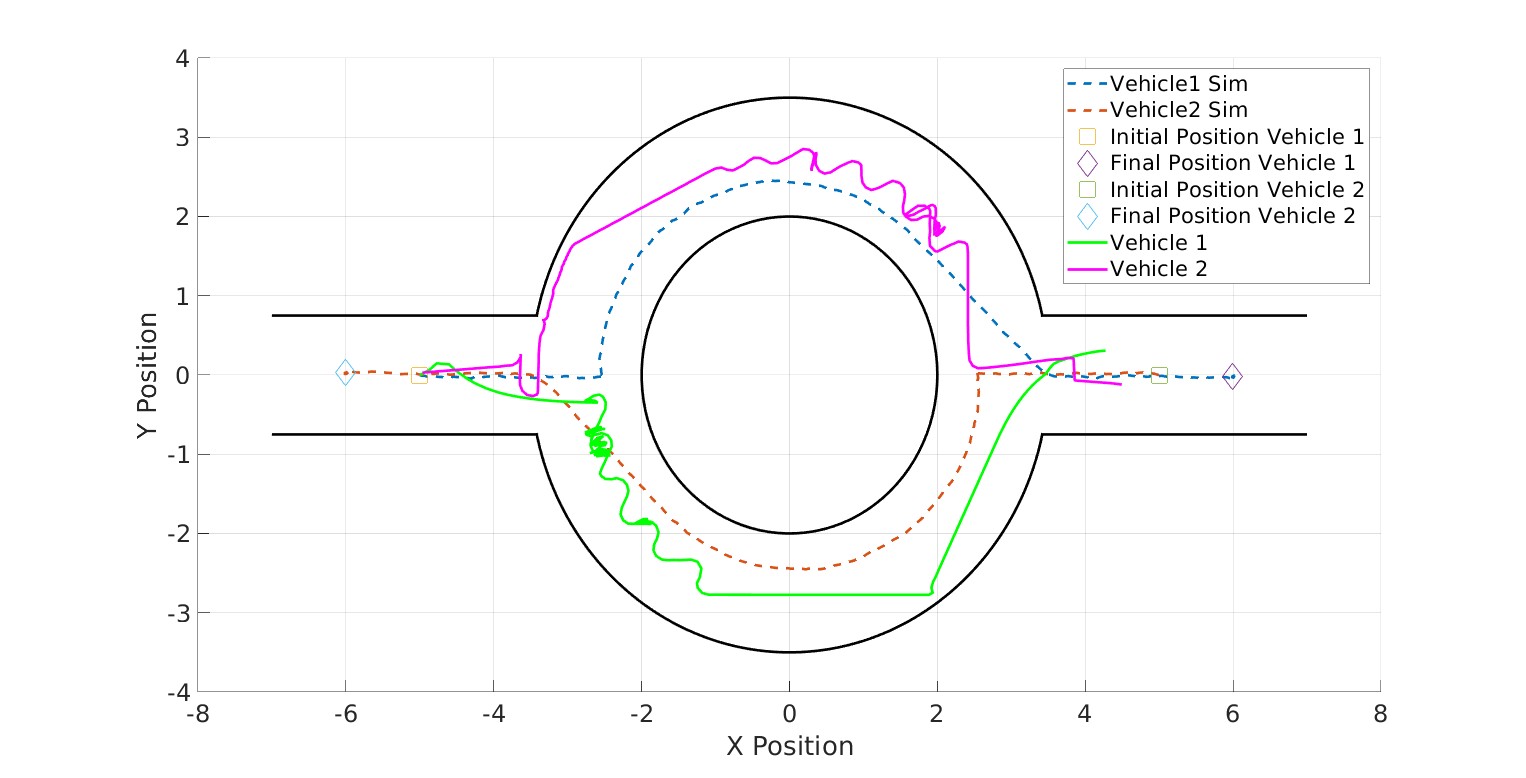 4
3
2
1
0
-1
-2
-3
-4
Y Position
-8 -6 -4 -2 0 2 4 6 8
X Position
Vehicle1 Sim
Vehicle2 Sim
Initial Position Vehicle 1
Final Position Vehicle 1
Initial Position Vehicle 2
Final Position Vehicle 2
Vehicle 1
Vehicle 2